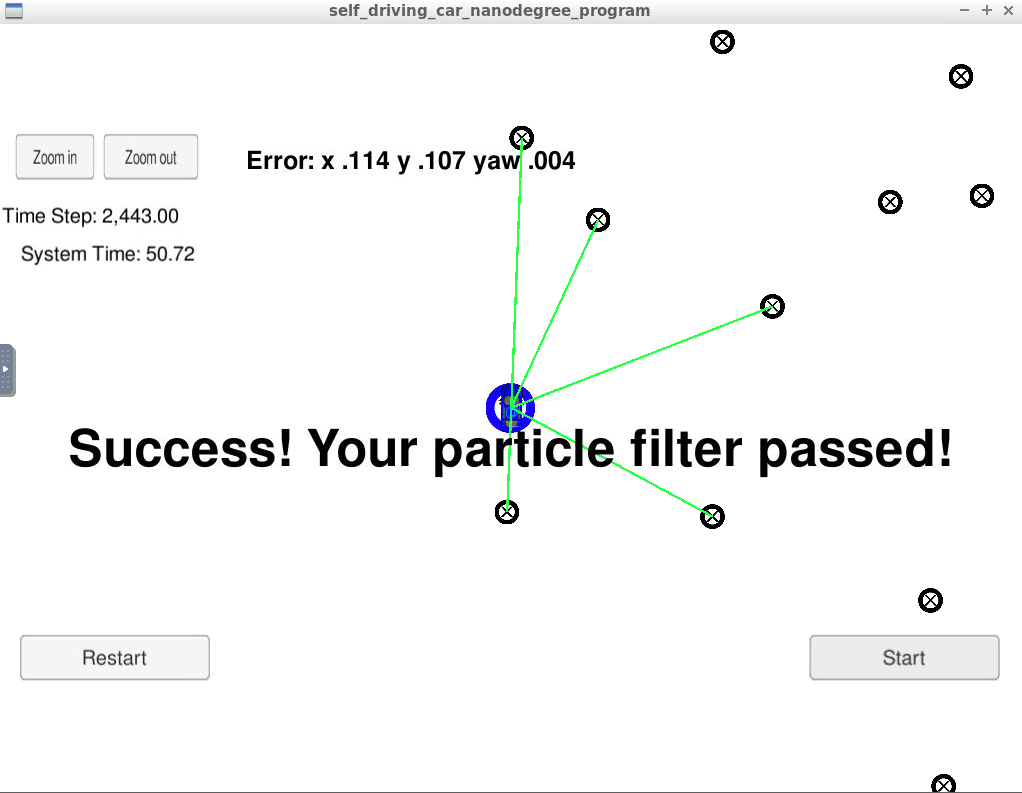 self_driving_car_nanodegree_program
Zoom in Zoom out
Error: x .114 y .107 yaw .004
Time Step: 2,443.00
System Time: 50.72
Success! Your particle filter passed!
Restart
Start